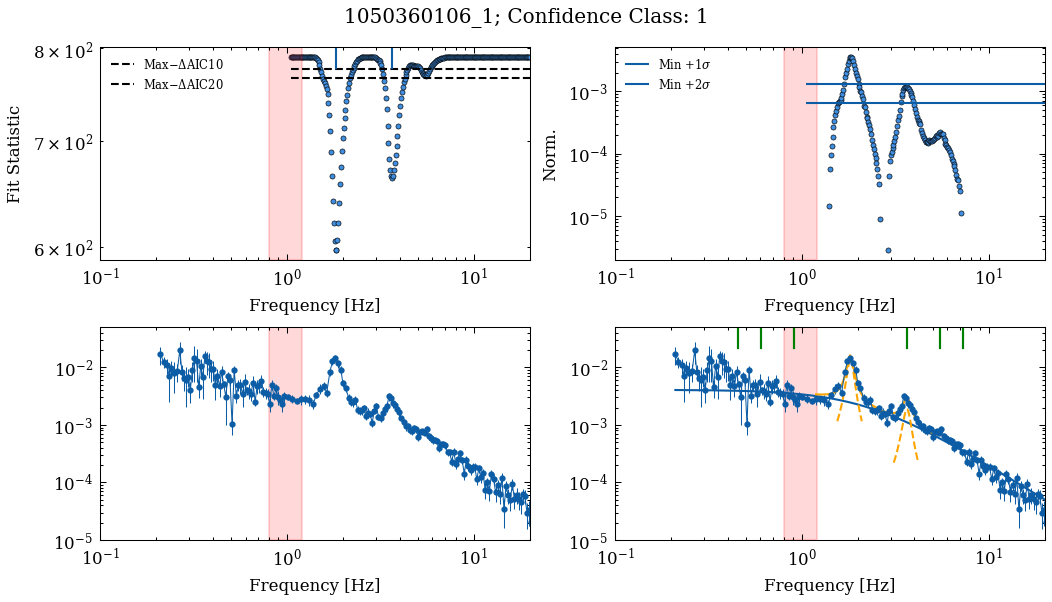 1050360106_1; Confidence Class: 1
Fit Statistic
8 × 10²
7 × 10²
6 × 10²
Max−ΔAIC10
Max−ΔAIC20
10⁻¹ 10⁰ 10¹
Frequency [Hz]
Norm.
10⁻³
10⁻⁴
10⁻⁵
Min +1σ
Min +2σ
10⁻¹ 10⁰ 10¹
Frequency [Hz]
10⁻²
10⁻³
10⁻⁴
10⁻⁵
10⁻¹ 10⁰ 10¹
Frequency [Hz]
10⁻²
10⁻³
10⁻⁴
10⁻⁵
10⁻¹ 10⁰ 10¹
Frequency [Hz]